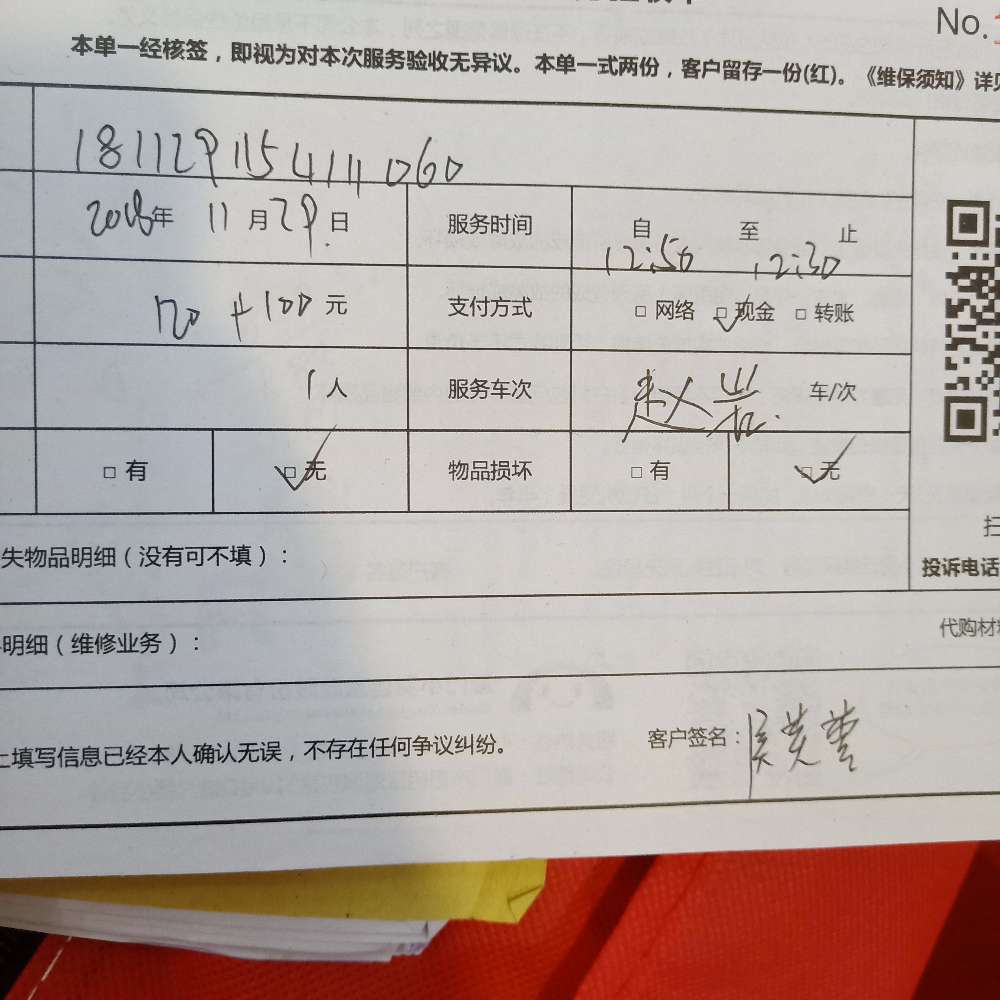 No.
本单一经核签，即视为对本次服务验收无异议。本单一式两份，客户留存一份(红)。《维保须知》详见
181129115411060
2018年 11月29日 服务时间 自 12:50 至 12:30 止
120+100元 支付方式 □网络 ☑现金 □转账
1人 服务车次 车/次
□有 ☑无 物品损坏 □有 ☑无
失物品明细（没有可不填）：
投诉电话
明细（维修业务）：
代购材料
上填写信息已经本人确认无误，不存在任何争议纠纷。 客户签名：